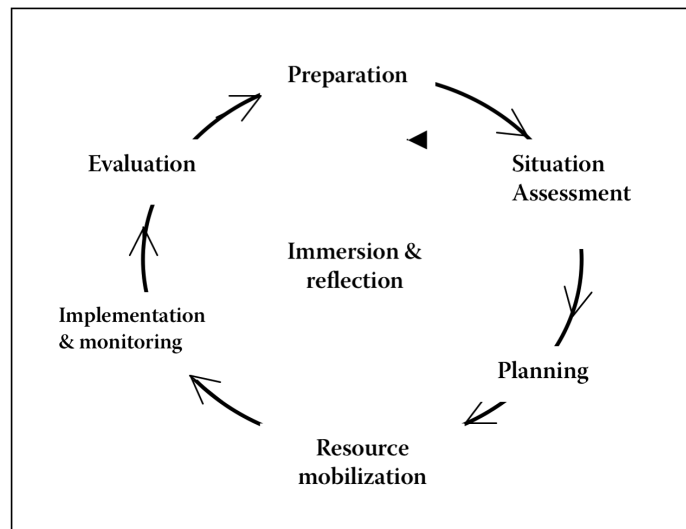 Preparation
Situation
Assessment
Evaluation
Immersion &
reflection
Implementation
& monitoring
Planning
Resource
mobilization